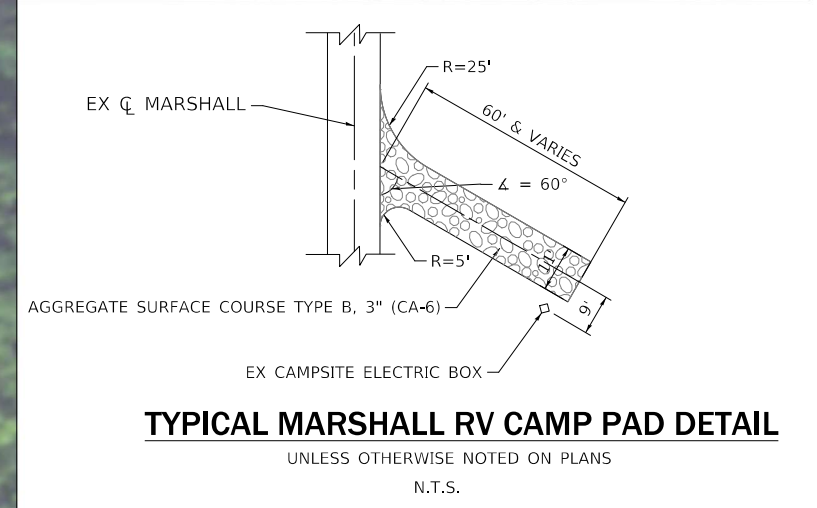 R=25'
EX ℄ MARSHALL
60' & VARIES
∡ = 60°
R=5'
AGGREGATE SURFACE COURSE TYPE B, 3" (CA-6)
9'
EX CAMPSITE ELECTRIC BOX
TYPICAL MARSHALL RV CAMP PAD DETAIL
UNLESS OTHERWISE NOTED ON PLANS
N.T.S.